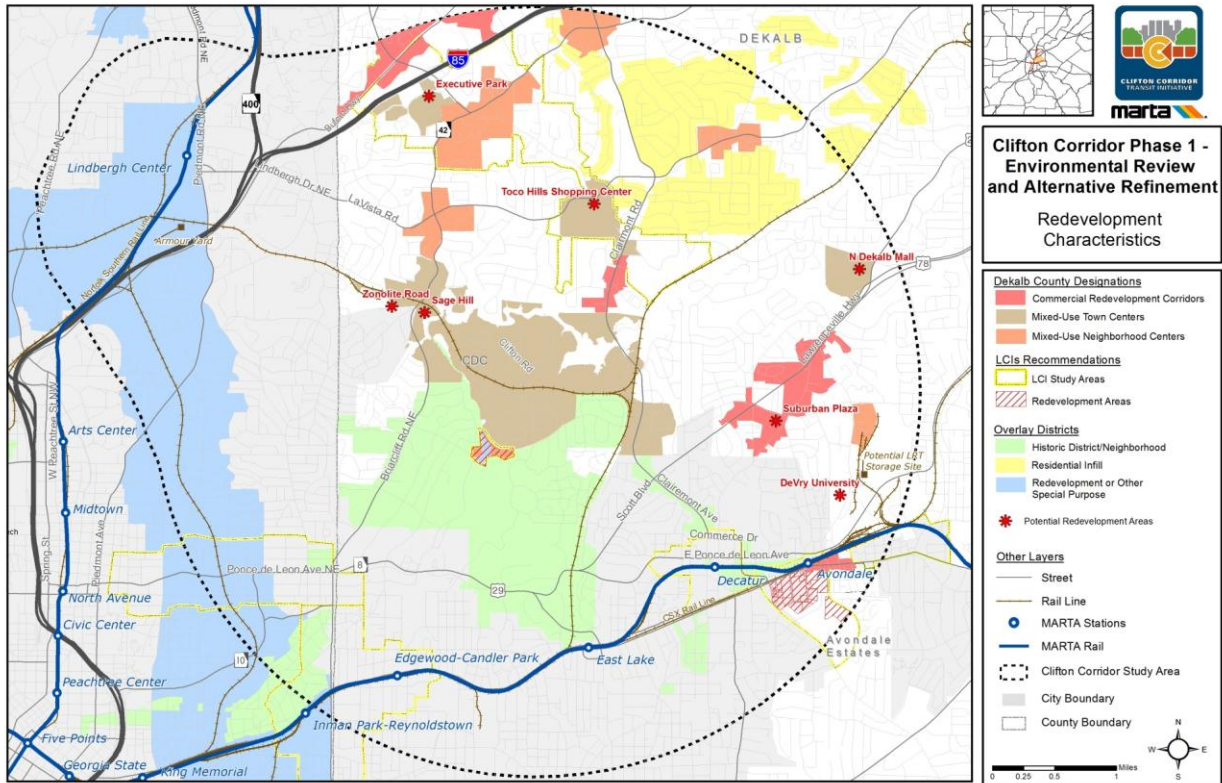 Piedmont Rd NE
DEKALB
85
Executive Park
400
42
Peachtree Rd NE
Piedmont Rd NE
Lindbergh Center
Lindbergh Dr NE
LaVista Rd
Toco Hills Shopping Center
Clairmont Rd
Armour Yard
Norfolk Southern Rail Line
N Dekalb Mall
78
Zonolite Road
Sage Hill
Lawrenceville Hwy
Clifton Rd
CDC
W Peachtree St NW
Arts Center
Briarcliff Rd NE
Suburban Plaza
Potential LRT
Storage Site
DeVry University
Scott Blvd
Clairemont Ave
Midtown
Spring St
Piedmont Ave
Commerce Dr
E Ponce de Leon Ave
Ponce de Leon Ave NE
8
Decatur
Avondale
29
North Avenue
CSX Rail Line
Civic Center
Avondale
Estates
10
Edgewood-Candler Park
East Lake
Peachtree Center
Inman Park-Reynoldstown
Five Points
Georgia State
King Memorial
CLIFTON CORRIDOR
TRANSIT INITIATIVE
marta
Clifton Corridor Phase 1 -
Environmental Review
and Alternative Refinement
Redevelopment
Characteristics
Dekalb County Designations
Commercial Redevelopment Corridors
Mixed-Use Town Centers
Mixed-Use Neighborhood Centers
LCIs Recommendations
LCI Study Areas
Redevelopment Areas
Overlay Districts
Historic District/Neighborhood
Residential Infill
Redevelopment or Other
Special Purpose
Potential Redevelopment Areas
Other Layers
Street
Rail Line
MARTA Stations
MARTA Rail
Clifton Corridor Study Area
City Boundary
County Boundary
N
W E
S
Miles
0 0.25 0.5 1